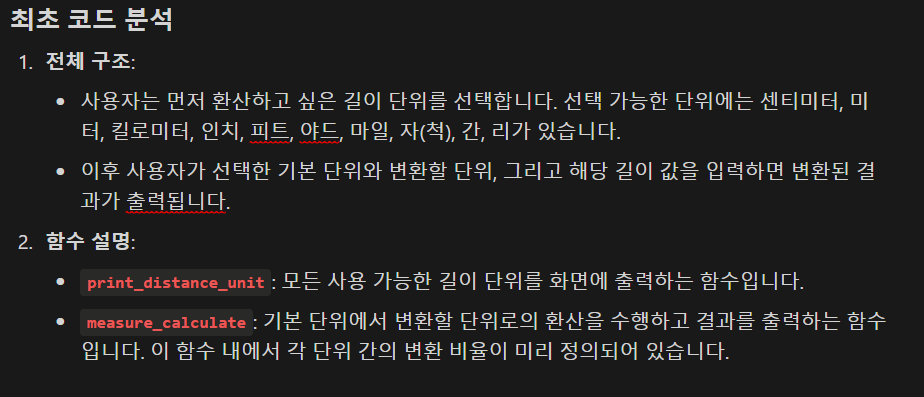 최초 코드 분석
1. 전체 구조:
• 사용자는 먼저 환산하고 싶은 길이 단위를 선택합니다. 선택 가능한 단위에는 센티미터, 미
터, 킬로미터, 인치, 피트, 야드, 마일, 자(척), 간, 리가 있습니다.
• 이후 사용자가 선택한 기본 단위와 변환할 단위, 그리고 해당 길이 값을 입력하면 변환된 결
과가 출력됩니다.
2. 함수 설명:
• print_distance_unit: 모든 사용 가능한 길이 단위를 화면에 출력하는 함수입니다.
• measure_calculate: 기본 단위에서 변환할 단위로의 환산을 수행하고 결과를 출력하는 함수
입니다. 이 함수 내에서 각 단위 간의 변환 비율이 미리 정의되어 있습니다.